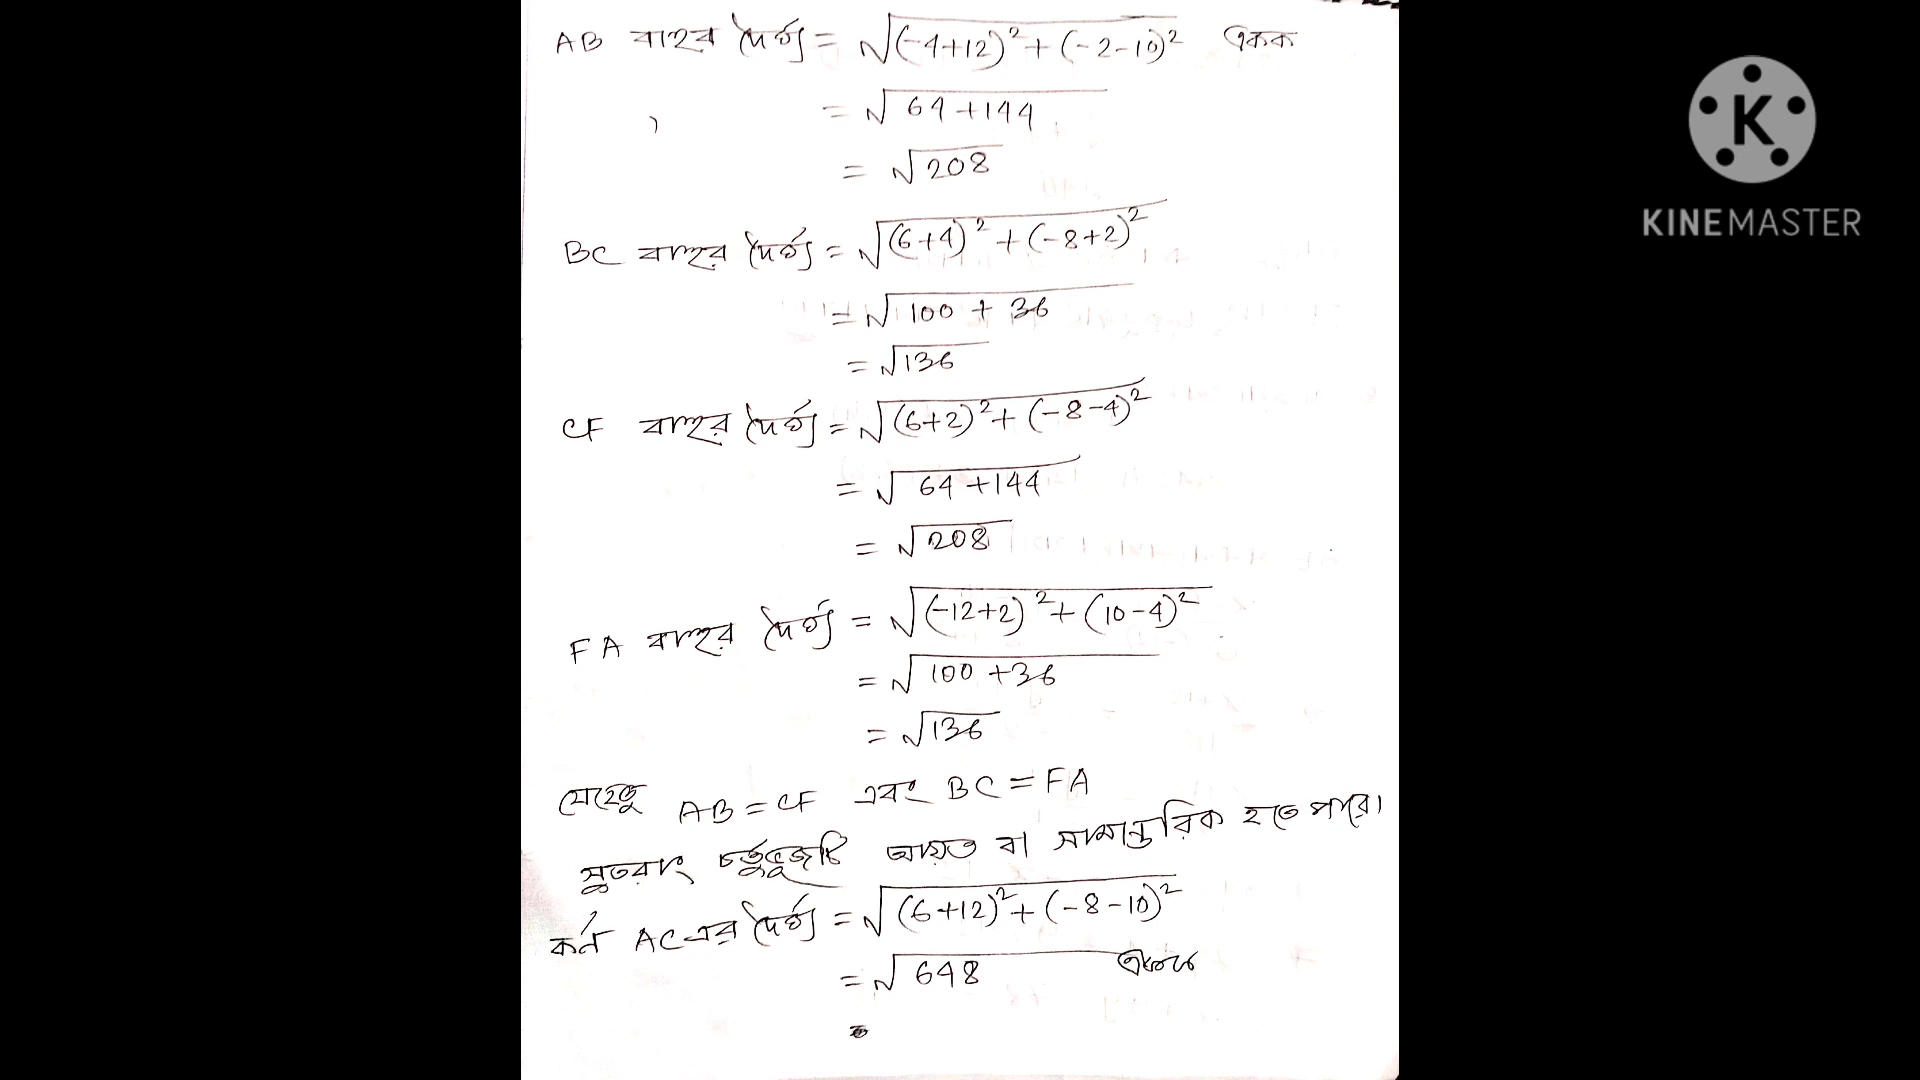 AB বাহুর দৈর্ঘ্য = √(-4+12)² + (-2-10)² একক
= √64+144
= √208
BC বাহুর দৈর্ঘ্য = √(6+4)² + (-8+2)²
= √100 + 36
= √136
CF বাহুর দৈর্ঘ্য = √(6+2)² + (-8-4)²
= √64+144
= √208
FA বাহুর দৈর্ঘ্য = √(-12+2)² + (10-4)²
= √100 +36
= √136
যেহেতু AB = CF এবং BC = FA
সুতরাং চর্তুভুজটি আয়ত বা সামান্তরিক হতে পারে।
কর্ন AC এর দৈর্ঘ্য = √(6+12)² + (-8-10)²
= √648 একক
K
KINEMASTER